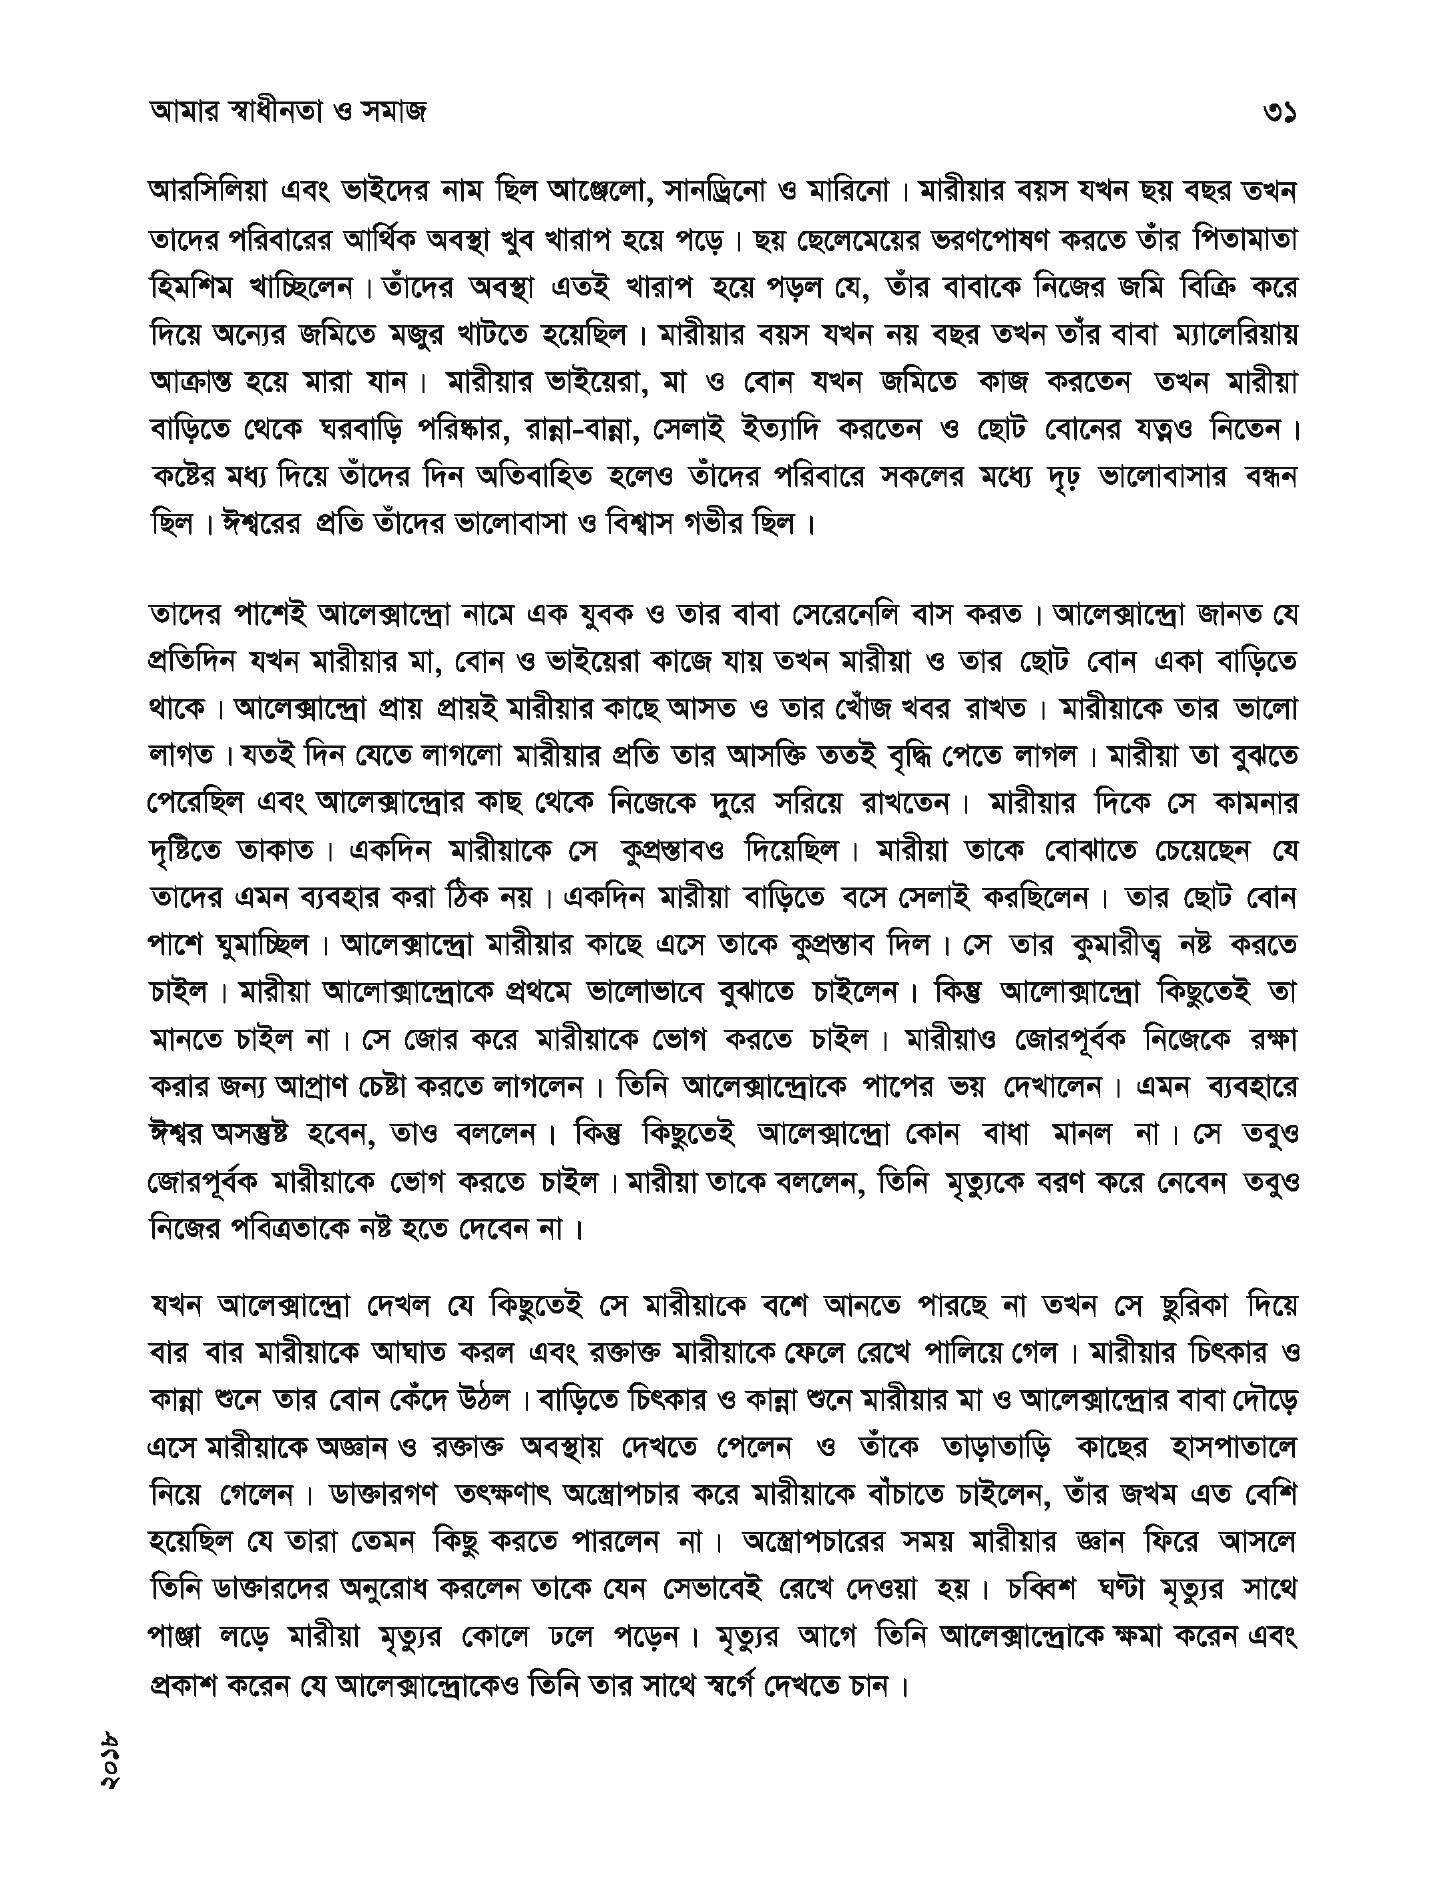 আমার স্বাধীনতা ও সমাজ ৩১
আরসিলিয়া এবং ভাইদের নাম ছিল আঞ্জেলো, সানড্রিনো ও মারিনো। মারীয়ার বয়স যখন ছয় বছর তখন
তাদের পরিবারের আর্থিক অবস্থা খুব খারাপ হয়ে পড়ে। ছয় ছেলেমেয়ের ভরণপোষণ করতে তাঁর পিতামাতা
হিমশিম খাচ্ছিলেন। তাঁদের অবস্থা এতই খারাপ হয়ে পড়ল যে, তাঁর বাবাকে নিজের জমি বিক্রি করে
দিয়ে অন্যের জমিতে মজুর খাটতে হয়েছিল। মারীয়ার বয়স যখন নয় বছর তখন তাঁর বাবা ম্যালেরিয়ায়
আক্রান্ত হয়ে মারা যান। মারীয়ার ভাইয়েরা, মা ও বোন যখন জমিতে কাজ করতেন তখন মারীয়া
বাড়িতে থেকে ঘরবাড়ি পরিষ্কার, রান্না-বান্না, সেলাই ইত্যাদি করতেন ও ছোট বোনের যত্নও নিতেন।
কষ্টের মধ্য দিয়ে তাঁদের দিন অতিবাহিত হলেও তাঁদের পরিবারে সকলের মধ্যে দৃঢ় ভালোবাসার বন্ধন
ছিল। ঈশ্বরের প্রতি তাঁদের ভালোবাসা ও বিশ্বাস গভীর ছিল।
তাদের পাশেই আলেক্সান্দ্রো নামে এক যুবক ও তার বাবা সেরেনেলি বাস করত। আলেক্সান্দ্রো জানত যে
প্রতিদিন যখন মারীয়ার মা, বোন ও ভাইয়েরা কাজে যায় তখন মারীয়া ও তার ছোট বোন একা বাড়িতে
থাকে। আলেক্সান্দ্রো প্রায় প্রায়ই মারীয়ার কাছে আসত ও তার খোঁজ খবর রাখত। মারীয়াকে তার ভালো
লাগত। যতই দিন যেতে লাগলো মারীয়ার প্রতি তার আসক্তি ততই বৃদ্ধি পেতে লাগল। মারীয়া তা বুঝতে
পেরেছিল এবং আলেক্সান্দ্রোর কাছ থেকে নিজেকে দুরে সরিয়ে রাখতেন। মারীয়ার দিকে সে কামনার
দৃষ্টিতে তাকাত। একদিন মারীয়াকে সে কুপ্রস্তাবও দিয়েছিল। মারীয়া তাকে বোঝাতে চেয়েছেন যে
তাদের এমন ব্যবহার করা ঠিক নয়। একদিন মারীয়া বাড়িতে বসে সেলাই করছিলেন। তার ছোট বোন
পাশে ঘুমাচ্ছিল। আলেক্সান্দ্রো মারীয়ার কাছে এসে তাকে কুপ্রস্তাব দিল। সে তার কুমারীত্ব নষ্ট করতে
চাইল। মারীয়া আলোক্সান্দ্রোকে প্রথমে ভালোভাবে বুঝাতে চাইলেন। কিন্তু আলোক্সান্দ্রো কিছুতেই তা
মানতে চাইল না। সে জোর করে মারীয়াকে ভোগ করতে চাইল। মারীয়াও জোরপূর্বক নিজেকে রক্ষা
করার জন্য আপ্রাণ চেষ্টা করতে লাগলেন। তিনি আলেক্সান্দ্রোকে পাপের ভয় দেখালেন। এমন ব্যবহারে
ঈশ্বর অসন্তুষ্ট হবেন, তাও বললেন। কিন্তু কিছুতেই আলেক্সান্দ্রো কোন বাধা মানল না। সে তবুও
জোরপূর্বক মারীয়াকে ভোগ করতে চাইল। মারীয়া তাকে বললেন, তিনি মৃত্যুকে বরণ করে নেবেন তবুও
নিজের পবিত্রতাকে নষ্ট হতে দেবেন না।
যখন আলেক্সান্দ্রো দেখল যে কিছুতেই সে মারীয়াকে বশে আনতে পারছে না তখন সে ছুরিকা দিয়ে
বার বার মারীয়াকে আঘাত করল এবং রক্তাক্ত মারীয়াকে ফেলে রেখে পালিয়ে গেল। মারীয়ার চিৎকার ও
কান্না শুনে তার বোন কেঁদে উঠল। বাড়িতে চিৎকার ও কান্না শুনে মারীয়ার মা ও আলেক্সান্দ্রোর বাবা দৌড়ে
এসে মারীয়াকে অজ্ঞান ও রক্তাক্ত অবস্থায় দেখতে পেলেন ও তাঁকে তাড়াতাড়ি কাছের হাসপাতালে
নিয়ে গেলেন। ডাক্তারগণ তৎক্ষণাৎ অস্ত্রোপচার করে মারীয়াকে বাঁচাতে চাইলেন, তাঁর জখম এত বেশি
হয়েছিল যে তারা তেমন কিছু করতে পারলেন না। অস্ত্রোপচারের সময় মারীয়ার জ্ঞান ফিরে আসলে
তিনি ডাক্তারদের অনুরোধ করলেন তাকে যেন সেভাবেই রেখে দেওয়া হয়। চব্বিশ ঘণ্টা মৃত্যুর সাথে
পাঞ্জা লড়ে মারীয়া মৃত্যুর কোলে ঢলে পড়েন। মৃত্যুর আগে তিনি আলেক্সান্দ্রোকে ক্ষমা করেন এবং
প্রকাশ করেন যে আলেক্সান্দ্রোকেও তিনি তার সাথে স্বর্গে দেখতে চান।
২০১৮